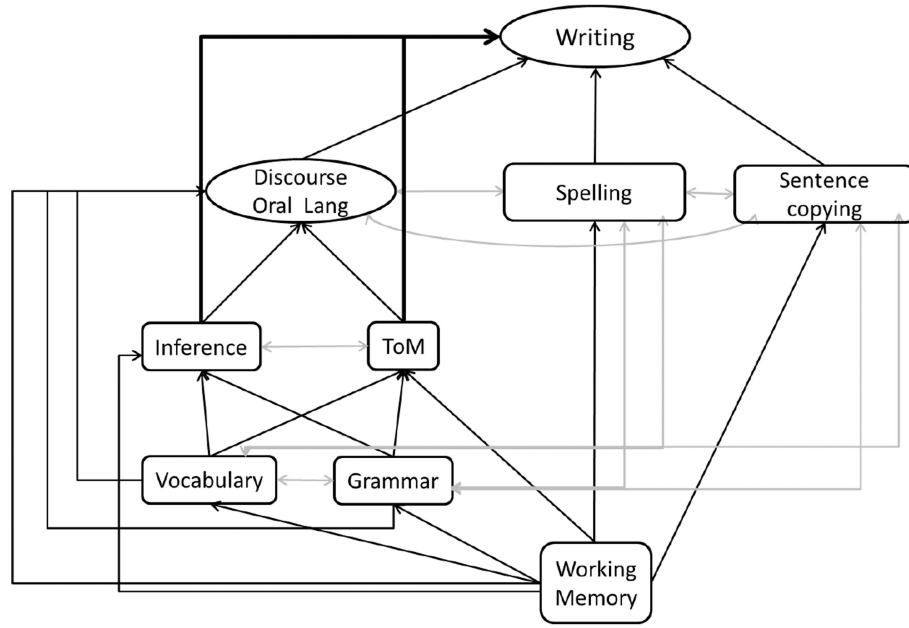 Writing
Discourse
Oral Lang
Spelling
Sentence
copying
Inference
ToM
Vocabulary
Grammar
Working
Memory